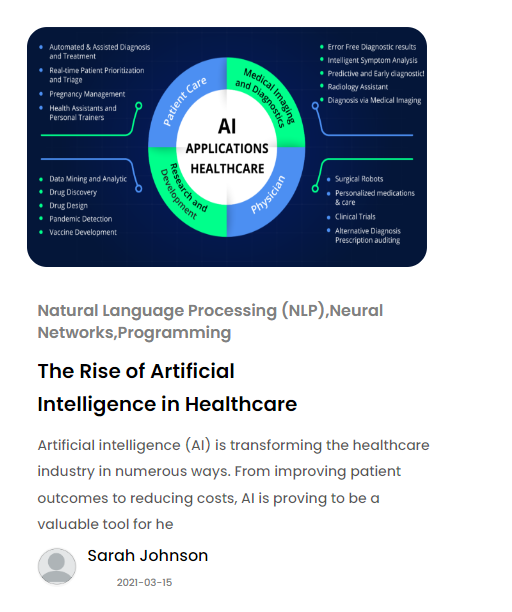 Automated & Assisted Diagnosis
and Treatment
Real-time Patient Prioritization
and Triage
Pregnancy Management
Health Assistants and
Personal Trainers
Error Free Diagnostic results
Intelligent Symptom Analysis
Predictive and Early diagnostic
Radiology Assistant
Diagnosis via Medical Imaging
Patient Care
Medical Imaging
and Diagnostics
AI
APPLICATIONS
HEALTHCARE
Research and
Development
Physician
Data Mining and Analytic
Drug Discovery
Drug Design
Pandemic Detection
Vaccine Development
Surgical Robots
Personalized medications
& care
Clinical Trials
Alternative Diagnosis
Prescription auditing
Natural Language Processing (NLP),Neural
Networks,Programming
The Rise of Artificial
Intelligence in Healthcare
Artificial intelligence (AI) is transforming the healthcare
industry in numerous ways. From improving patient
outcomes to reducing costs, AI is proving to be a
valuable tool for he
Sarah Johnson
2021-03-15